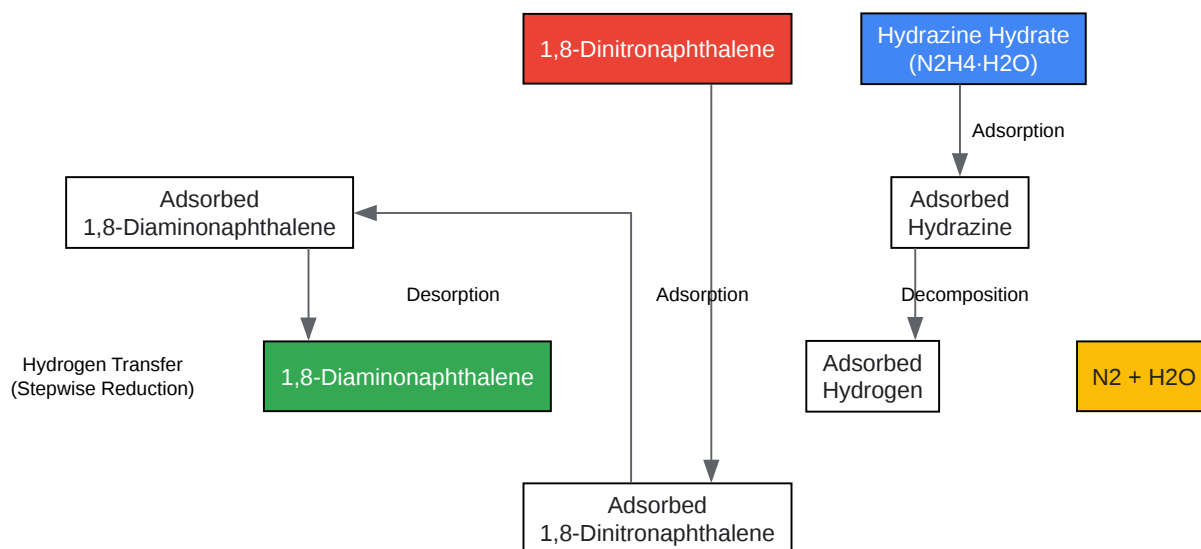 1,8-Dinitronaphthalene
Hydrazine Hydrate
(N2H4·H2O)
Adsorption
Adsorbed
1,8-Diaminonaphthalene
Adsorbed
Hydrazine
Desorption
Adsorption
Decomposition
Hydrogen Transfer
(Stepwise Reduction)
1,8-Diaminonaphthalene
Adsorbed
Hydrogen
N2 + H2O
Adsorbed
1,8-Dinitronaphthalene